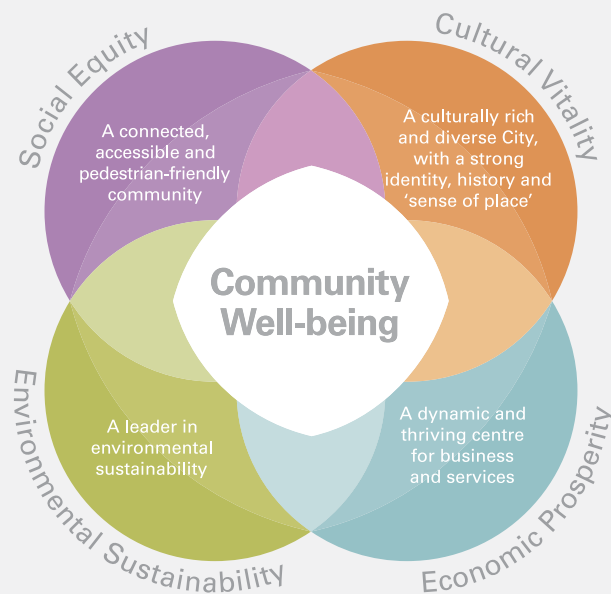 Social Equity
Cultural Vitality
A connected,
accessible and
pedestrian-friendly
community
A culturally rich
and diverse City,
with a strong
identity, history and
‘sense of place’
Community
Well-being
A leader in
environmental
sustainability
A dynamic and
thriving centre
for business
and services
Environmental Sustainability
Economic Prosperity